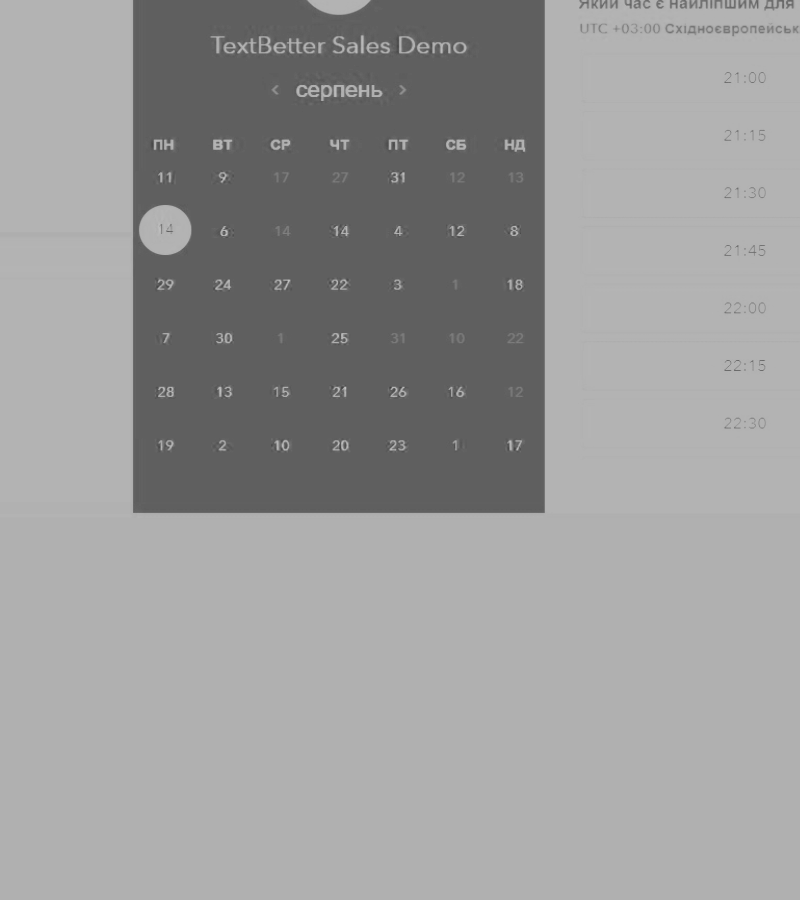 TextBetter Sales Demo
< серпень >
ПН ВТ СР ЧТ ПТ СБ НД
11 9 17 27 31 12 13
14 6 14 14 4 12 8
29 24 27 22 3 1 18
7 30 1 25 31 10 22
28 13 15 21 26 16 12
19 2 10 20 23 1 17
Який час є найліпшим для
UTC +03:00 Східноєвропейськ
21:00
21:15
21:30
21:45
22:00
22:15
22:30